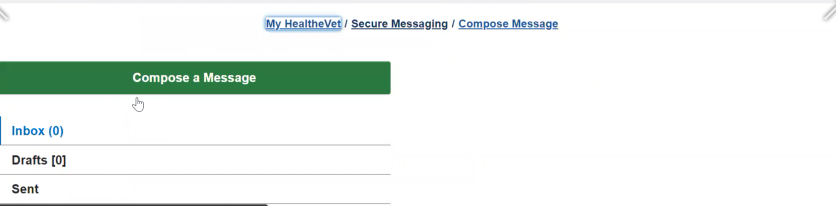 My HealtheVet / Secure Messaging / Compose Message
Compose a Message
Inbox (0)
Drafts [0]
Sent